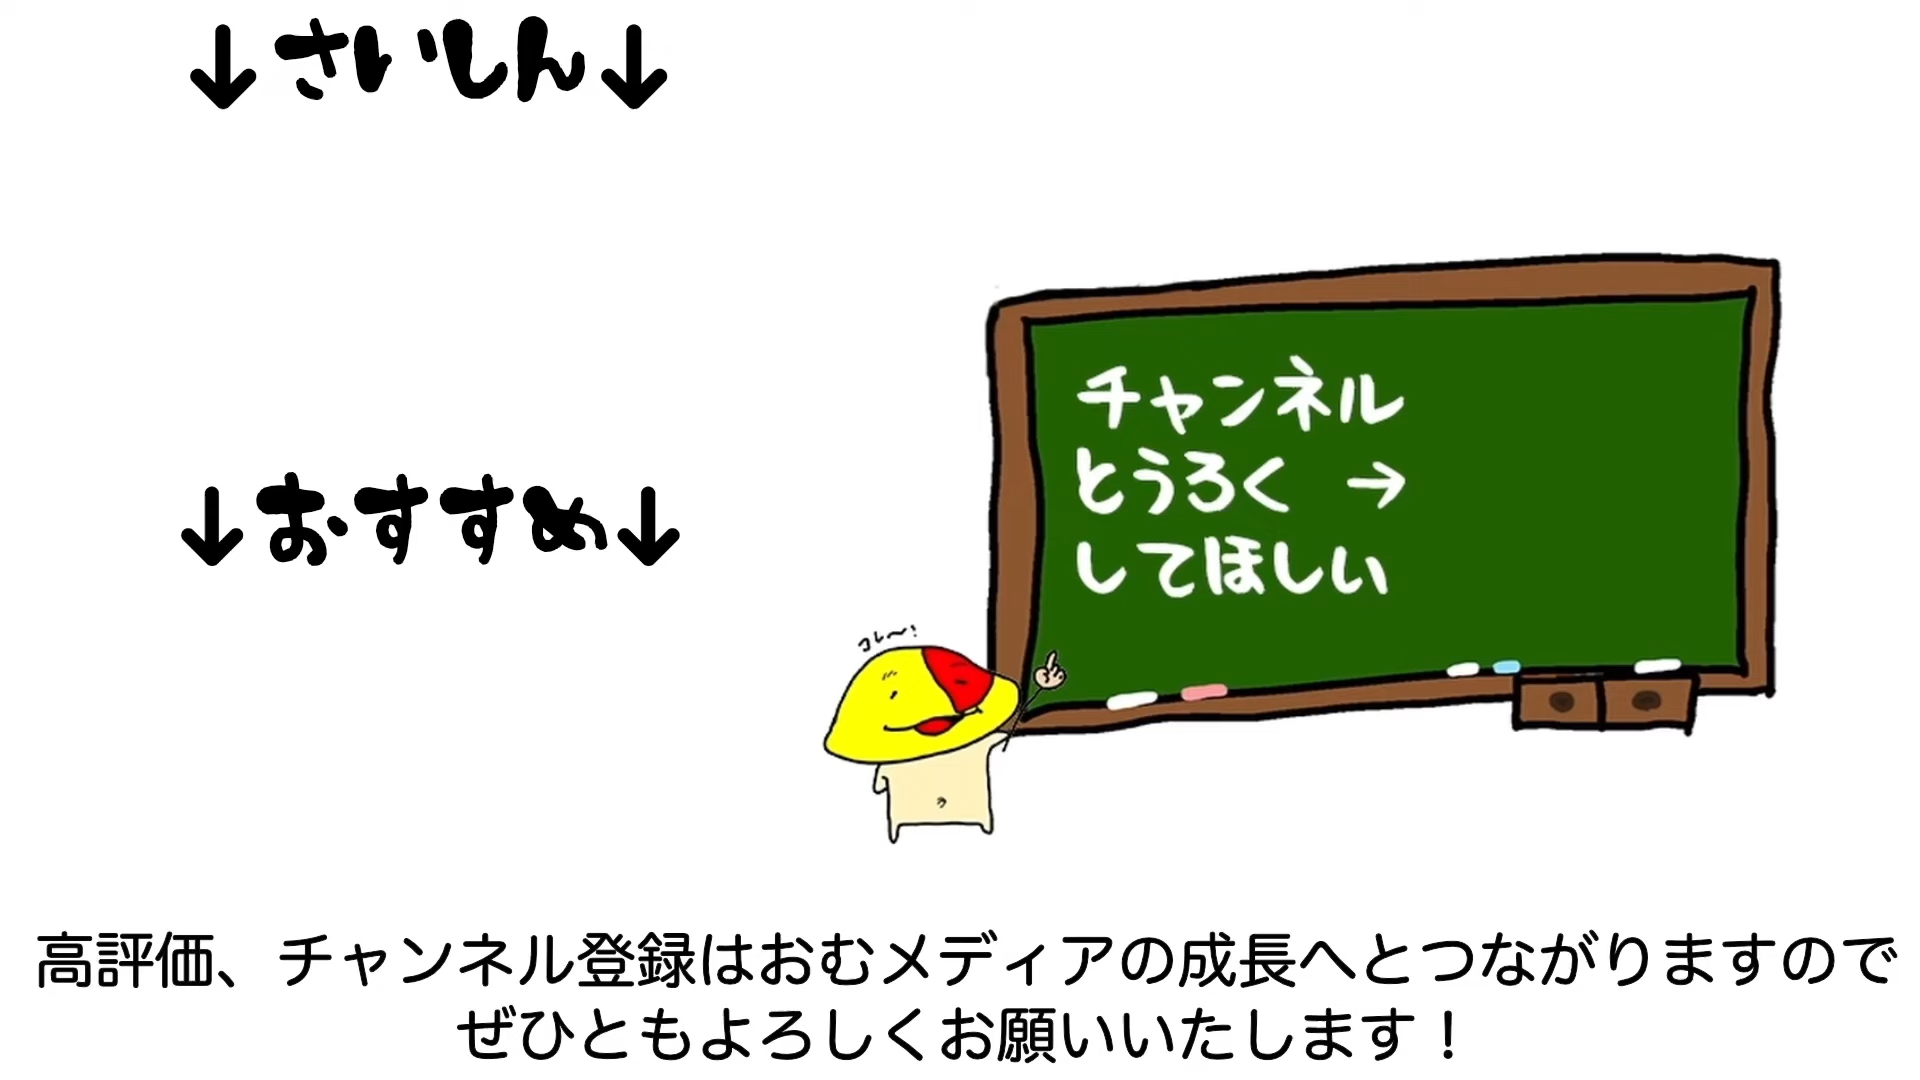 ↓さいしん↓
↓おすすめ↓
チャンネル
とうろく →
してほしい
コレ〜!
高評価、チャンネル登録はおむメディアの成長へとつながりますので
ぜひともよろしくお願いいたします！